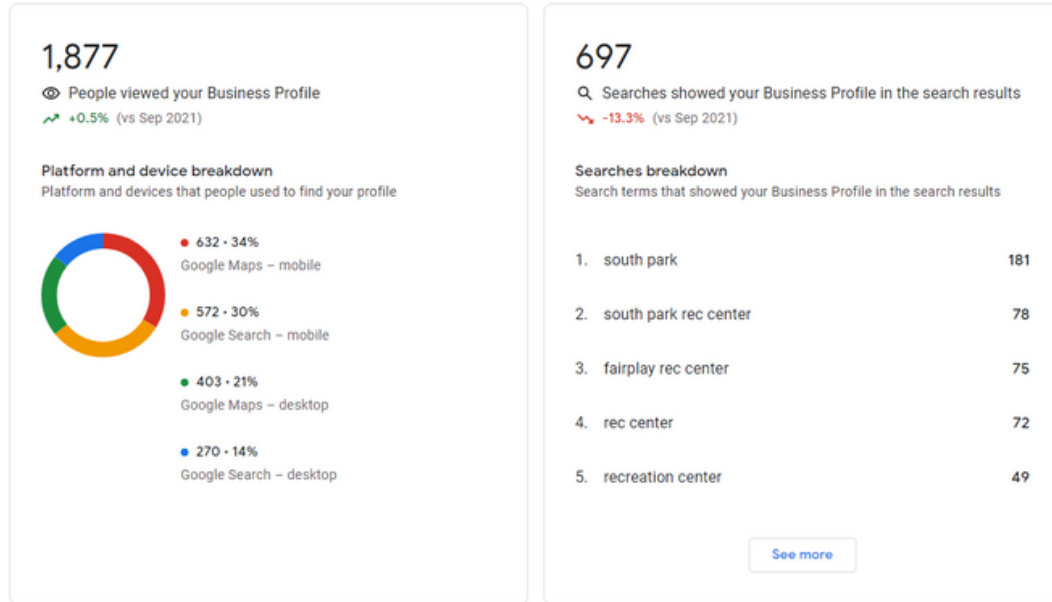 1,877
People viewed your Business Profile
+0.5% (vs Sep 2021)
Platform and device breakdown
Platform and devices that people used to find your profile
632 · 34%
Google Maps – mobile
572 · 30%
Google Search – mobile
403 · 21%
Google Maps – desktop
270 · 14%
Google Search – desktop
697
Searches showed your Business Profile in the search results
-13.3% (vs Sep 2021)
Searches breakdown
Search terms that showed your Business Profile in the search results
1. south park 181
2. south park rec center 78
3. fairplay rec center 75
4. rec center 72
5. recreation center 49
See more